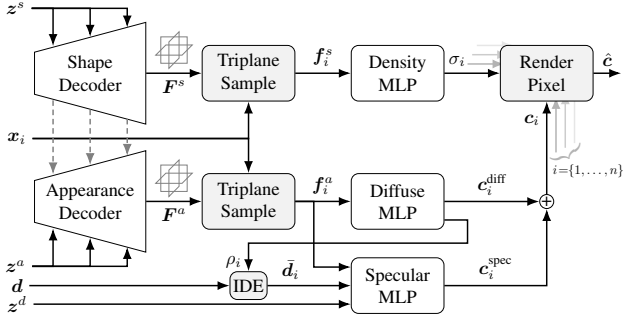 z^s
Shape Decoder
F^s
Triplane Sample
f_i^s
Density MLP
σ_i
Render Pixel
ĉ
x_i
c_i
i={1,…,n}
Appearance Decoder
F^a
Triplane Sample
f_i^a
Diffuse MLP
c_i^diff
+
z^a
ρ_i
d
IDE
d̄_i
Specular MLP
c_i^spec
z^d